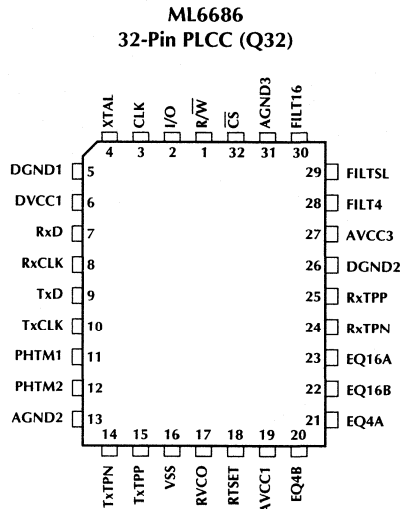 ML6686
32-Pin PLCC (Q32)
XTAL
CLK
I/O
R/W
CS
AGND3
FILT16
4 3 2 1 32 31 30
DGND1 5 29 FILTSL
DVCC1 6 28 FILT4
RxD 7 27 AVCC3
RxCLK 8 26 DGND2
TxD 9 25 RxTPP
TxCLK 10 24 RxTPN
PHTM1 11 23 EQ16A
PHTM2 12 22 EQ16B
AGND2 13 21 EQ4A
14 15 16 17 18 19 20
TxTPN
TxTPP
VSS
RVCO
RTSET
AVCC1
EQ4B